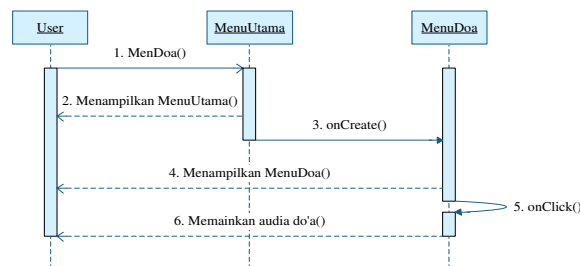 User
MenuUtama
MenuDoa
1. MenDoa()
2. Menampilkan MenuUtama()
3. onCreate()
4. Menampilkan MenuDoa()
5. onClick()
6. Memainkan audia do'a()